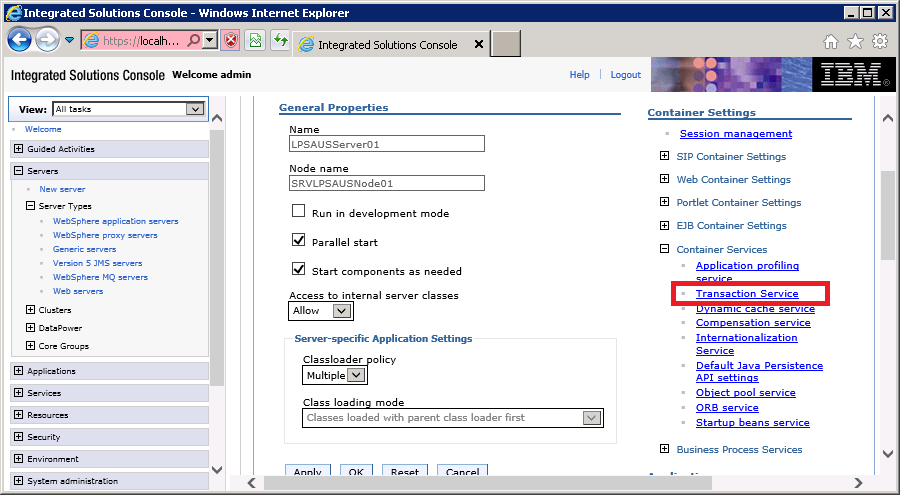 Integrated Solutions Console - Windows Internet Explorer
https://localh...
Integrated Solutions Console
Integrated Solutions Console Welcome admin
Help
Logout
IBM®
View: All tasks
Welcome
Guided Activities
Servers
New server
Server Types
WebSphere application servers
WebSphere proxy servers
Generic servers
Version 5 JMS servers
WebSphere MQ servers
Web servers
Clusters
DataPower
Core Groups
Applications
Services
Resources
Security
Environment
System administration
General Properties
Name
LPSAUSServer01
Node name
SRVLPSAUSNode01
Run in development mode
Parallel start
Start components as needed
Access to internal server classes
Allow
Server-specific Application Settings
Classloader policy
Multiple
Class loading mode
Classes loaded with parent class loader first
Apply OK Reset Cancel
Container Settings
Session management
SIP Container Settings
Web Container Settings
Portlet Container Settings
EJB Container Settings
Container Services
Application profiling
service
Transaction Service
Dynamic cache service
Compensation service
Internationalization
Service
Default Java Persistence
API settings
Object pool service
ORB service
Startup beans service
Business Process Services